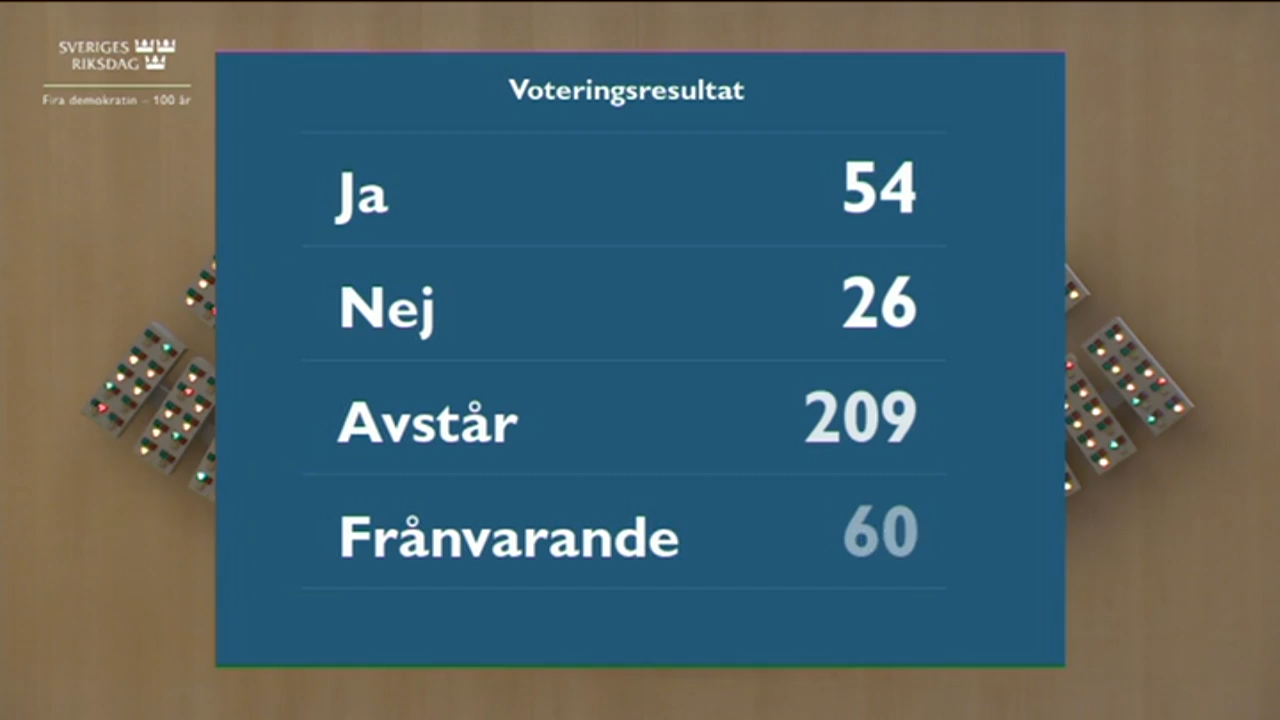 SVERIGES
RIKSDAG
Fira demokratin – 100 år
Voteringsresultat
Ja 54
Nej 26
Avstår 209
Frånvarande 60